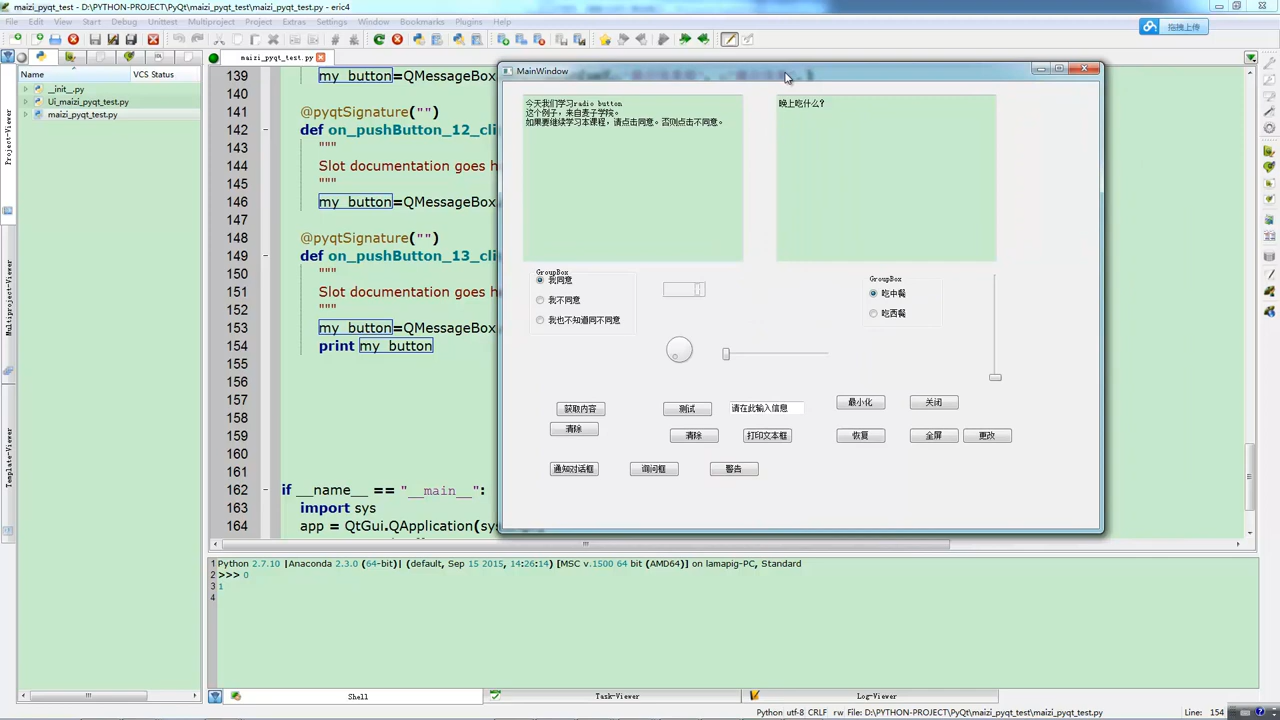 maizi_pyqt_test - D:\PYTHON-PROJECT\PyQt\maizi_pyqt_test\maizi_pyqt_test.py - eric4
File Edit View Start Debug Unittest Multiproject Project Extras Settings Window Bookmarks Plugins Help
拖拽上传
Name VCS Status
__init__.py
Ui_maizi_pyqt_test.py
maizi_pyqt_test.py
Project-Viewer
Multiproject-Viewer
Template-Viewer
maizi_pyqt_test.py
139 my_button=QMessageBox
140
141 @pyqtSignature("")
142 def on_pushButton_12_cli
143 """
144 Slot documentation goes h
145 """
146 my_button=QMessageBox
147
148 @pyqtSignature("")
149 def on_pushButton_13_cli
150 """
151 Slot documentation goes h
152 """
153 my_button=QMessageBox
154 print my_button
155
156
157
158
159
160
161
162 if __name__ == "__main__":
163 import sys
164 app = QtGui.QApplication(sys
MainWindow
今天我们学习radio button
这个例子，来自麦子学院。
如果要继续学习本课程，请点击同意。否则点击不同意。
晚上吃什么?
GroupBox
我同意
我不同意
我也不知道同不同意
GroupBox
吃中餐
吃西餐
获取内容 测试 请在此输入信息 最小化 关闭
清除 清除 打印文本框 恢复 全屏 更改
通知对话框 询问框 警告
1 Python 2.7.10 |Anaconda 2.3.0 (64-bit)| (default, Sep 15 2015, 14:26:14) [MSC v.1500 64 bit (AMD64)] on lamapig-PC, Standard
2 >>> 0
3 1
4
Shell Task-Viewer Log-Viewer
Python utf-8 CRLF rw File: D:\PYTHON-PROJECT\PyQt\maizi_pyqt_test\maizi_pyqt_test.py Line: 154